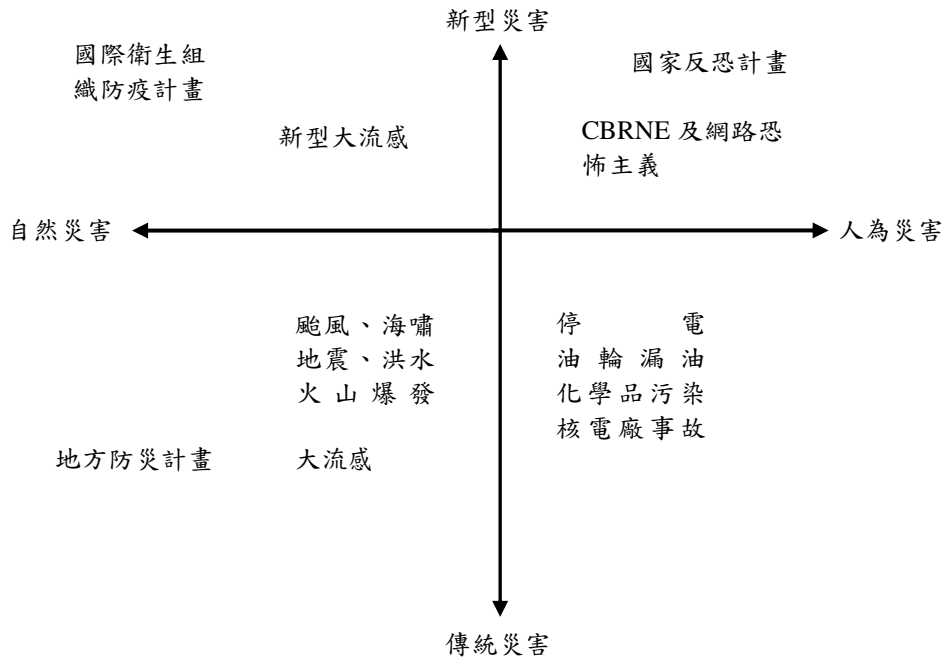 新型災害
國際衛生組
織防疫計畫
國家反恐計畫
新型大流感
CBRNE 及網路恐
怖主義
自然災害
人為災害
颱風、海嘯
地震、洪水
火山爆發
停電
油輪漏油
化學品污染
核電廠事故
地方防災計畫
大流感
傳統災害